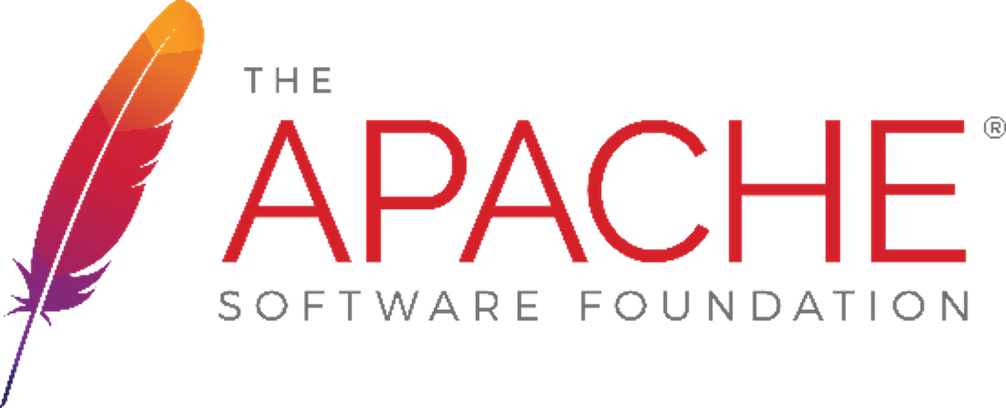 THE
APACHE®
SOFTWARE FOUNDATION